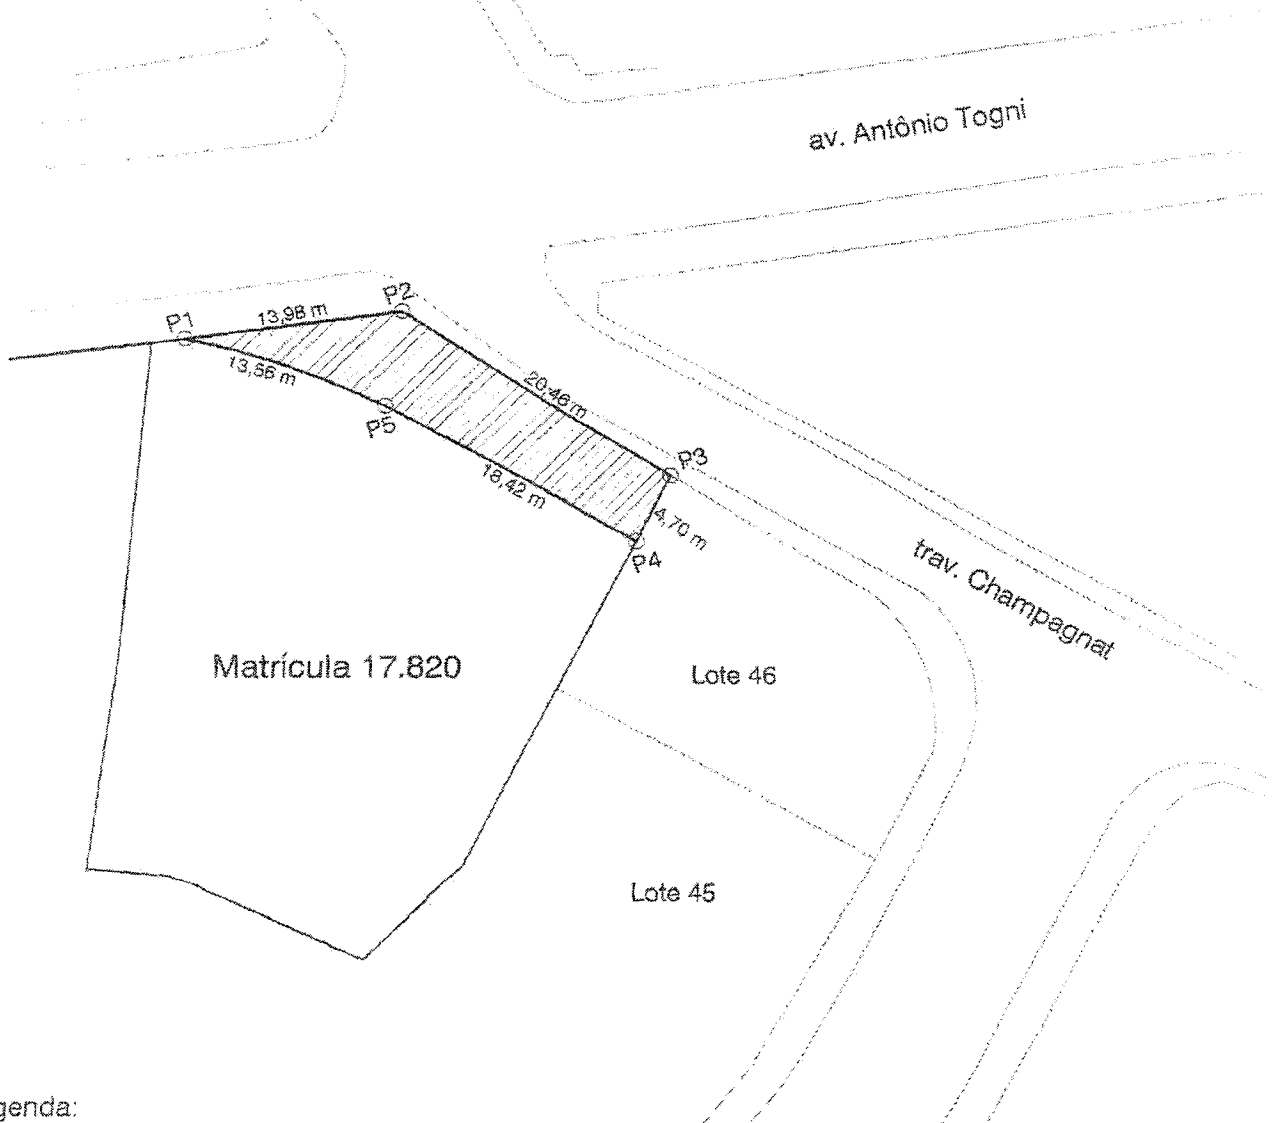 av. Antônio Togni
P2
13,98 m
P1
13,56 m
20,46 m
P5
P3
18,42 m
4,70 m
P4
trav. Champagnat
Matrícula 17.820
Lote 46
Lote 45
genda: